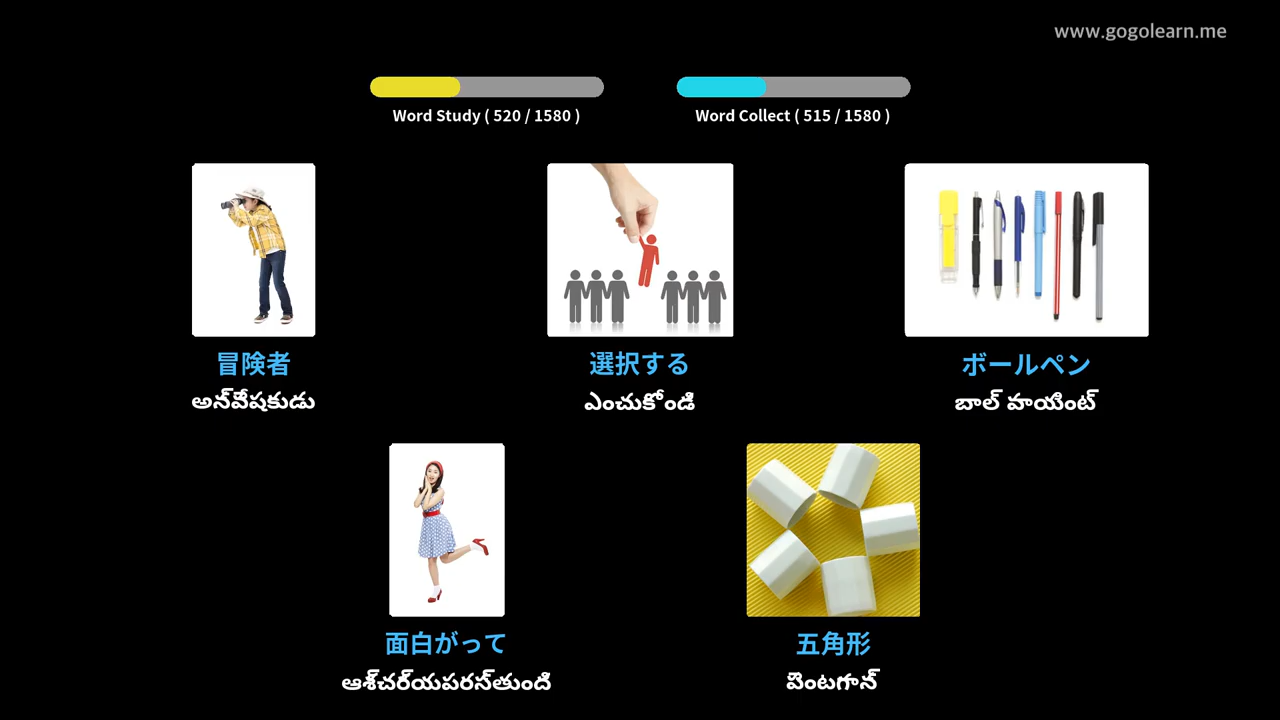 www.gogolearn.me
Word Study ( 520 / 1580 )
Word Collect ( 515 / 1580 )
冒険者
అన్‌వేషకుడు
選択する
ఎంచుకోండి
ボールペン
బాల్ వాయింట్
面白がって
ఆశ్‌చర్‌యపరస్‌తుంది
五角形
పెంటగాన్